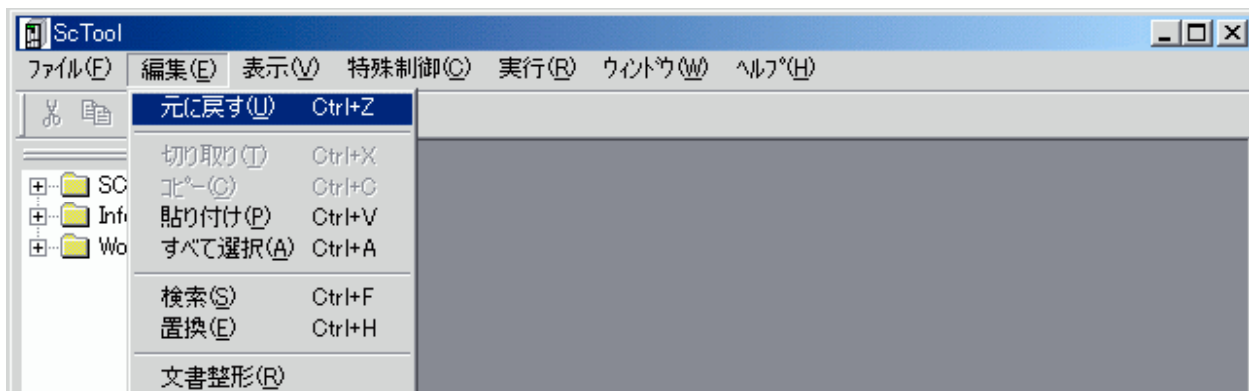 ScTool
ﾌｧｲﾙ(F) 編集(E) 表示(V) 特殊制御(C) 実行(R) ｳｨﾝﾄﾞｳ(W) ﾍﾙﾌﾟ(H)
元に戻す(U) Ctrl+Z
切り取り(T) Ctrl+X
ｺﾋﾟｰ(C) Ctrl+C
貼り付け(P) Ctrl+V
すべて選択(A) Ctrl+A
検索(S) Ctrl+F
置換(E) Ctrl+H
文書整形(R)
SC
Inf
Wo